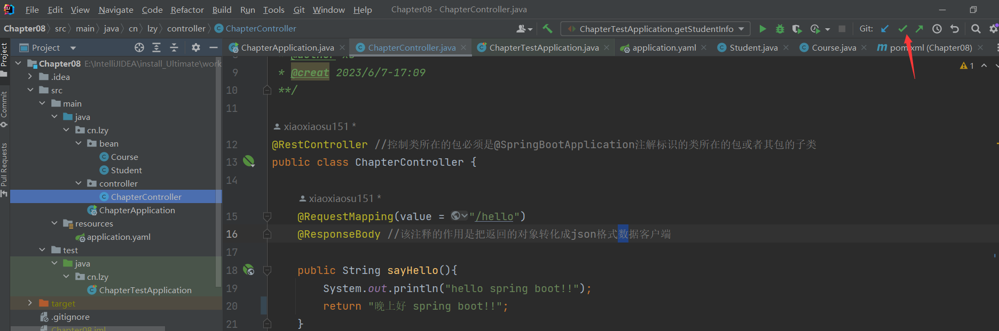 File Edit View Navigate Code Refactor Build Run Tools Git Window Help Chapter08 - ChapterController.java
Chapter08 src main java cn lzy controller ChapterController ChapterTestApplication.getStudentInfo Git:
Project
Commit
Pull Requests
Project
Chapter08 E:\IntelliJIDEA\install_Ultimate\work
.idea
src
main
java
cn.lzy
bean
Course
Student
controller
ChapterController
ChapterApplication
resources
application.yaml
test
java
cn.lzy
ChapterTestApplication
target
.gitignore
Chapter08.iml
ChapterApplication.java ChapterController.java ChapterTestApplication.java application.yaml Student.java Course.java pom.xml (Chapter08)
1
9 * @creat 2023/6/7-17:09
10 **/
11
xiaoxiaosu151 *
12 @RestController //控制类所在的包必须是@SpringBootApplication注解标识的类所在的包或者其包的子类
13 public class ChapterController {
14
xiaoxiaosu151 *
15 @RequestMapping(value = "/hello")
16 @ResponseBody //该注释的作用是把返回的对象转化成json格式数据客户端
17
18 public String sayHello(){
19 System.out.println("hello spring boot!!");
20 return "晚上好 spring boot!!";
21 }